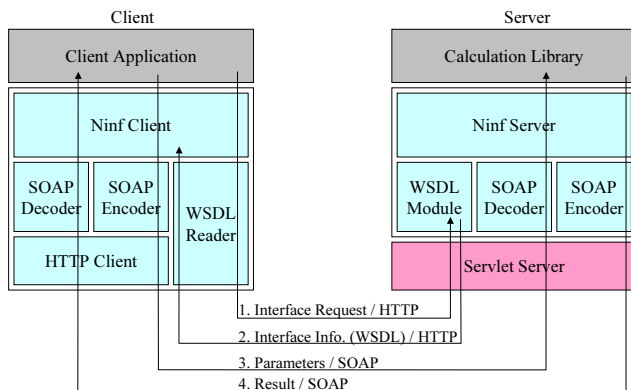 Client
Server
Client Application
Calculation Library
Ninf Client
Ninf Server
SOAP
Decoder
SOAP
Encoder
WSDL
Reader
HTTP Client
WSDL
Module
SOAP
Decoder
SOAP
Encoder
Servlet Server
1. Interface Request / HTTP
2. Interface Info. (WSDL) / HTTP
3. Parameters / SOAP
4. Result / SOAP